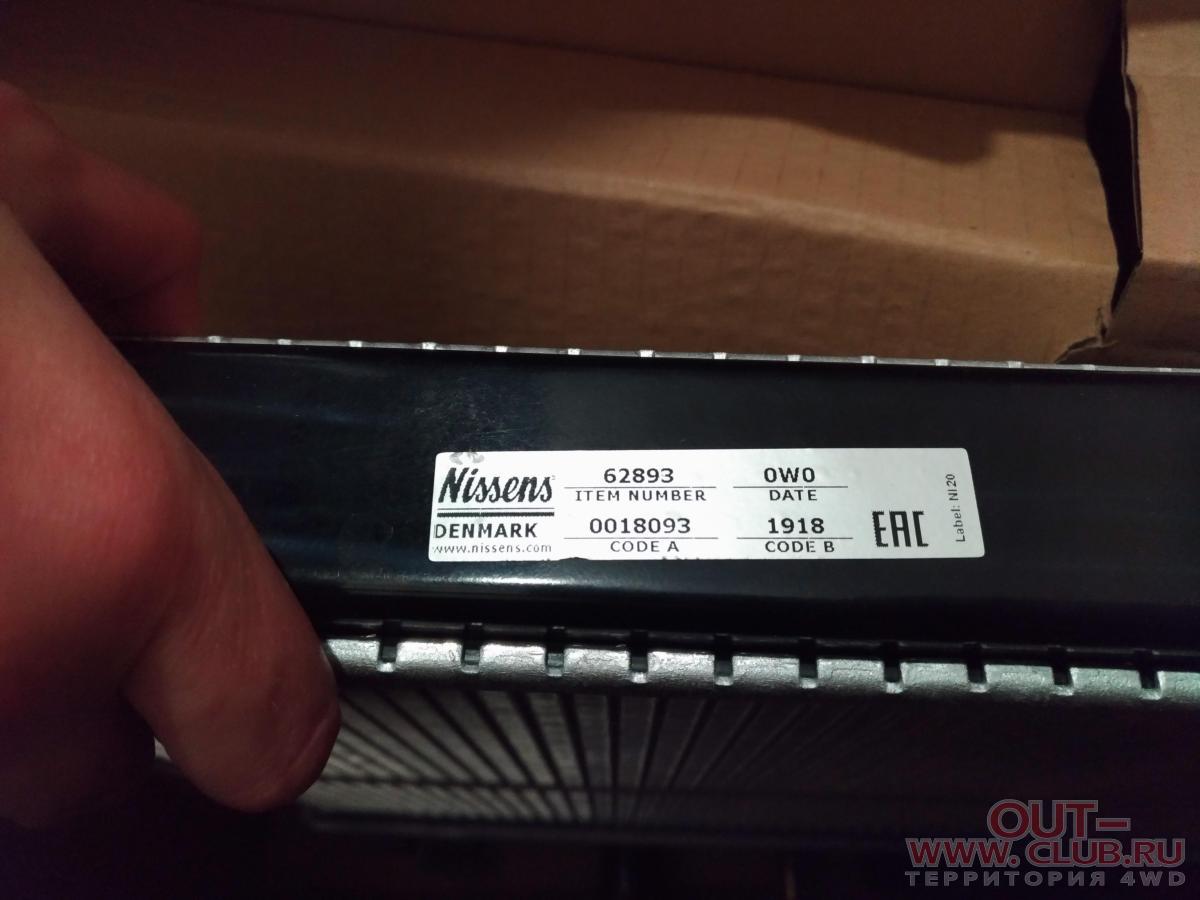 Nissens
DENMARK
www.nissens.com
62893
ITEM NUMBER
0W0
DATE
0018093
CODE A
1918
CODE B
EAC
Label: NI20
OUT-
WWW.CLUB.RU
ТЕРРИТОРИЯ 4WD